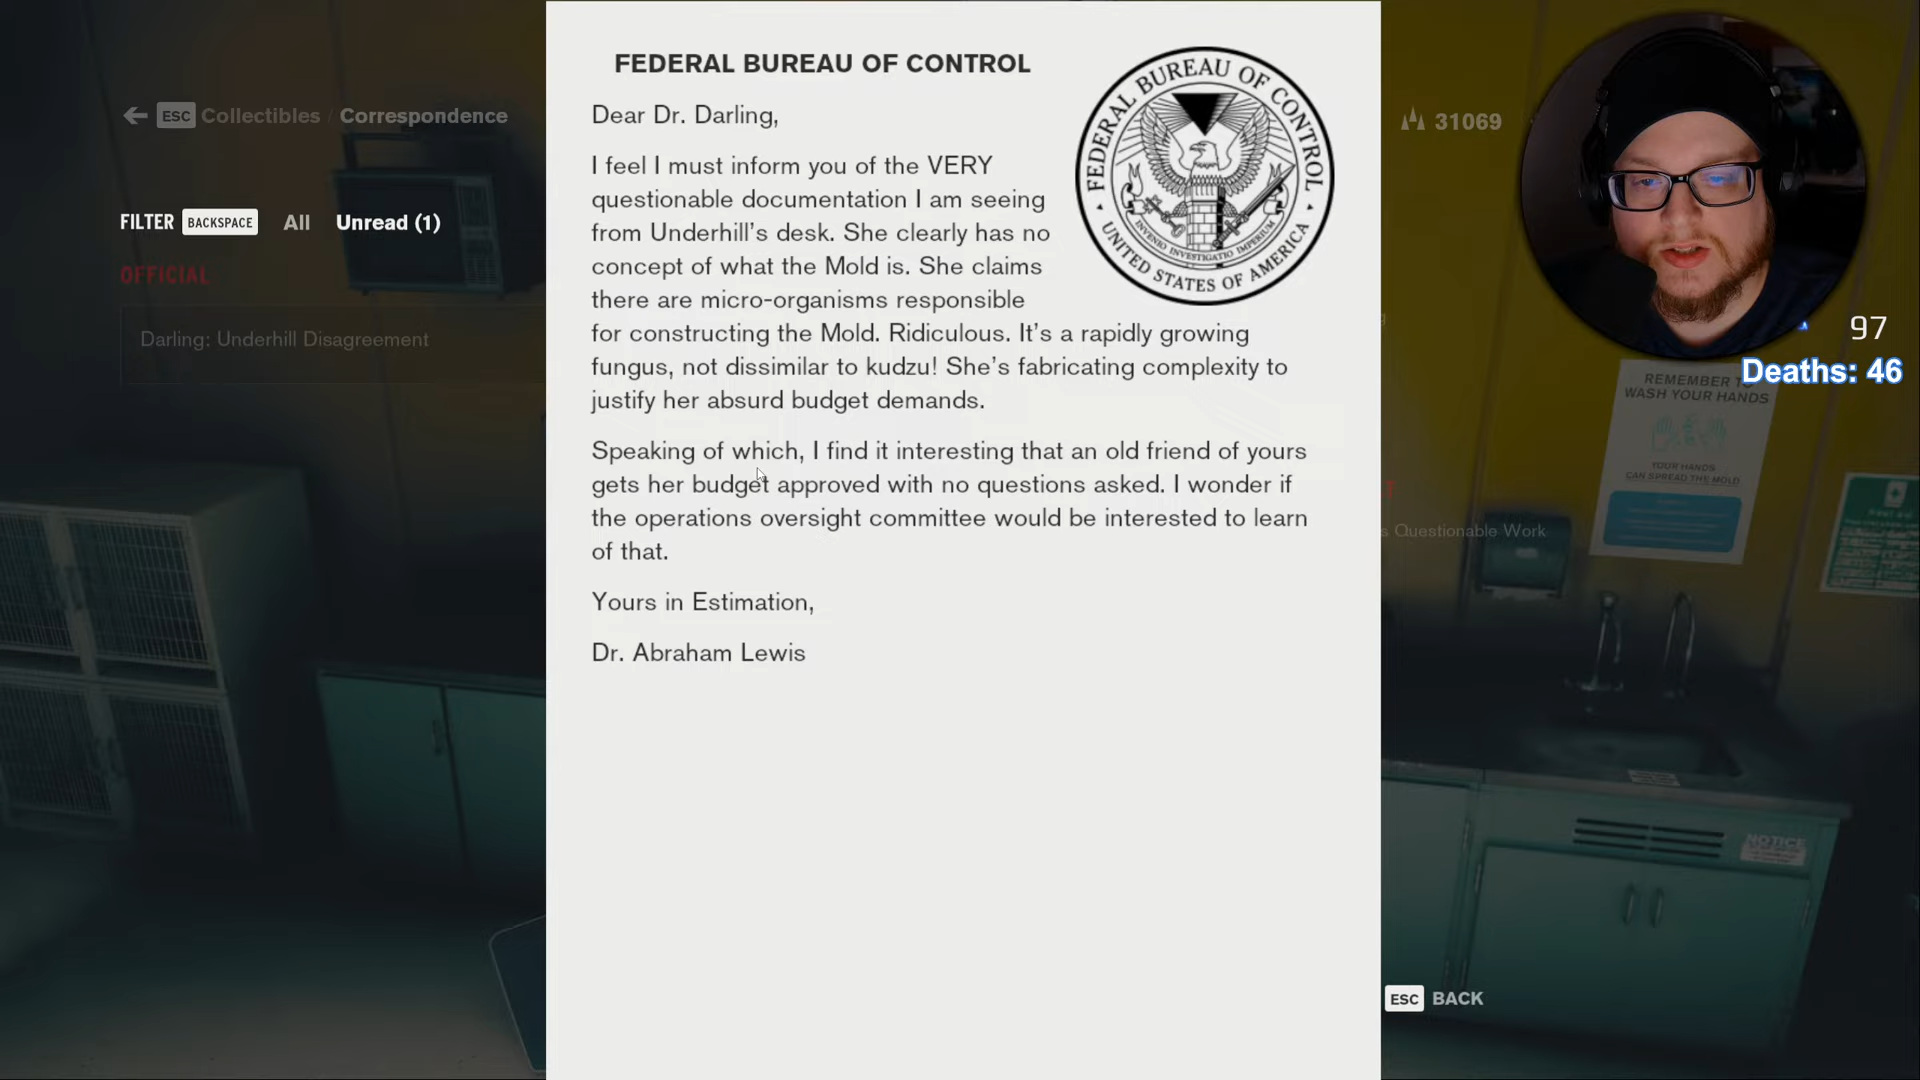 FEDERAL BUREAU OF CONTROL
FEDERAL BUREAU OF CONTROL
UNITED STATES OF AMERICA
INVENIO INVESTIGATIO IMPERIUM
Dear Dr. Darling,
I feel I must inform you of the VERY
questionable documentation I am seeing
from Underhill’s desk. She clearly has no
concept of what the Mold is. She claims
there are micro-organisms responsible
for constructing the Mold. Ridiculous. It’s a rapidly growing
fungus, not dissimilar to kudzu! She’s fabricating complexity to
justify her absurd budget demands.
Speaking of which, I find it interesting that an old friend of yours
gets her budget approved with no questions asked. I wonder if
the operations oversight committee would be interested to learn
of that.
Yours in Estimation,
Dr. Abraham Lewis
ESC Collectibles / Correspondence
FILTER BACKSPACE All Unread (1)
OFFICIAL
Darling: Underhill Disagreement
31069
97
Deaths: 46
REMEMBER TO
WASH YOUR HANDS
YOUR HANDS
CAN SPREAD THE MOLD
s Questionable Work
NOTICE
ESC BACK